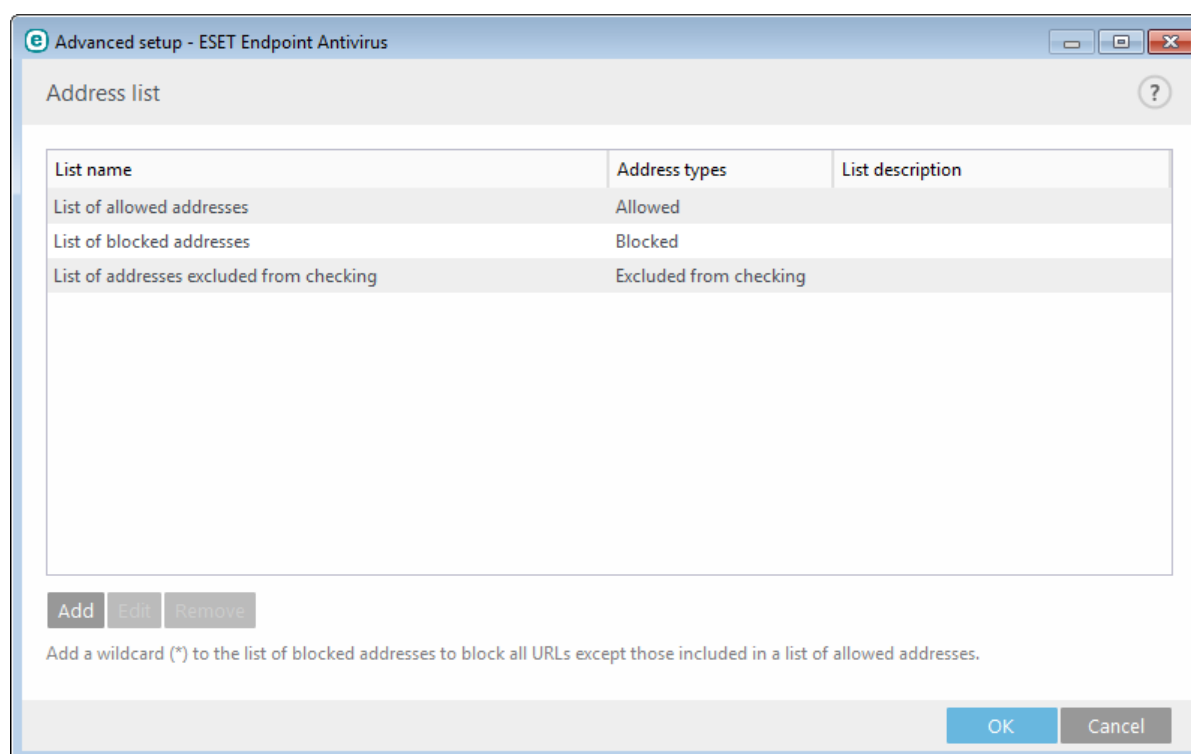 Advanced setup - ESET Endpoint Antivirus
Address list
?
List name Address types List description
List of allowed addresses Allowed
List of blocked addresses Blocked
List of addresses excluded from checking Excluded from checking
Add Edit Remove
Add a wildcard (*) to the list of blocked addresses to block all URLs except those included in a list of allowed addresses.
OK Cancel